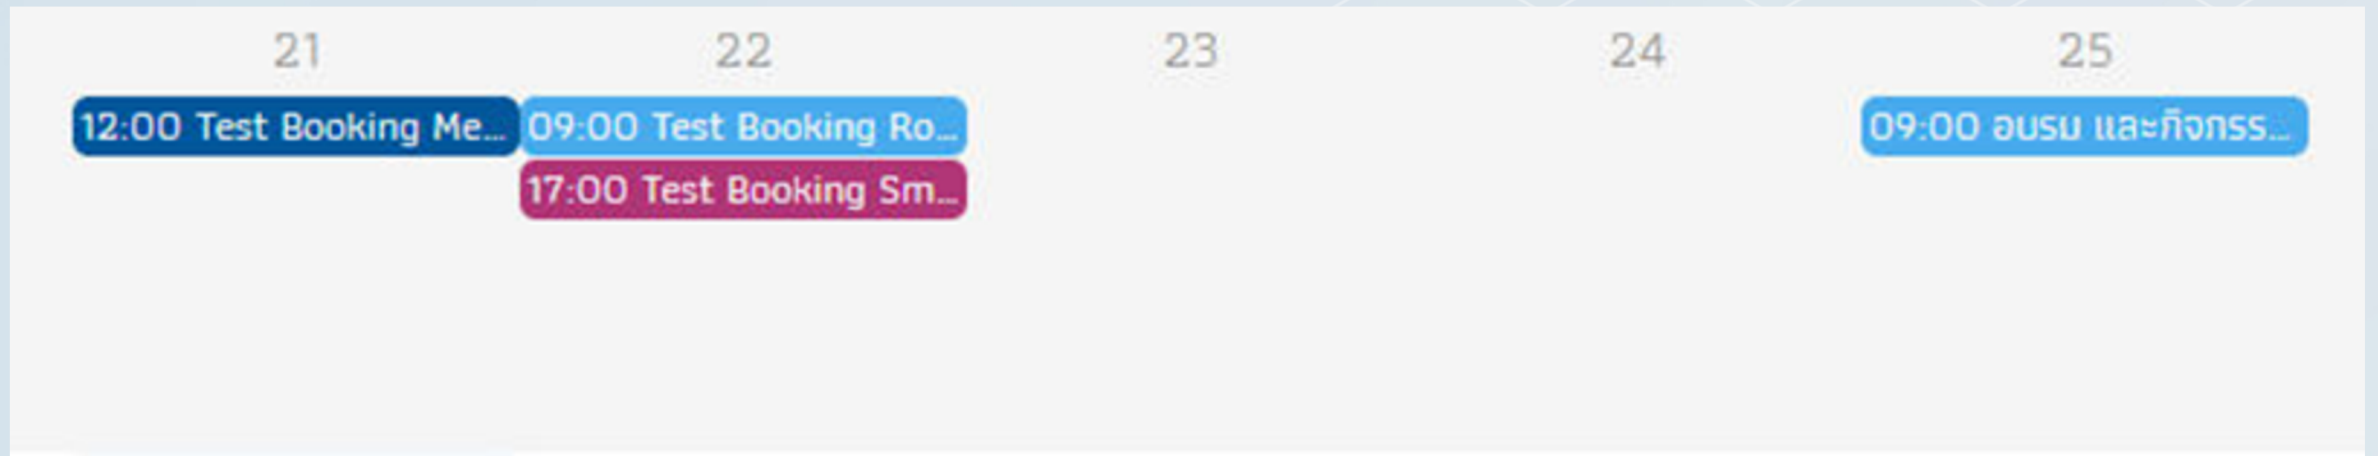 21 22 23 24 25
12:00 Test Booking Me... 09:00 Test Booking Ro... 09:00 อบรม และกิจกรร...
17:00 Test Booking Sm...